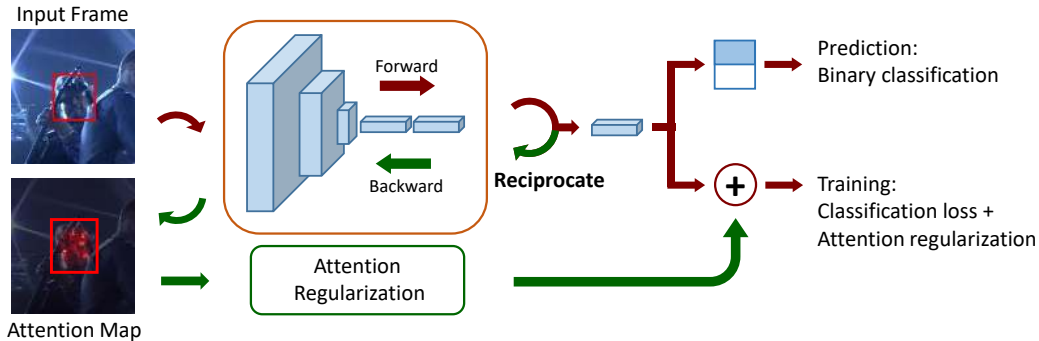 Input Frame
Forward
Backward
Reciprocate
Prediction:
Binary classification
+
Training:
Classification loss +
Attention regularization
Attention
Regularization
Attention Map